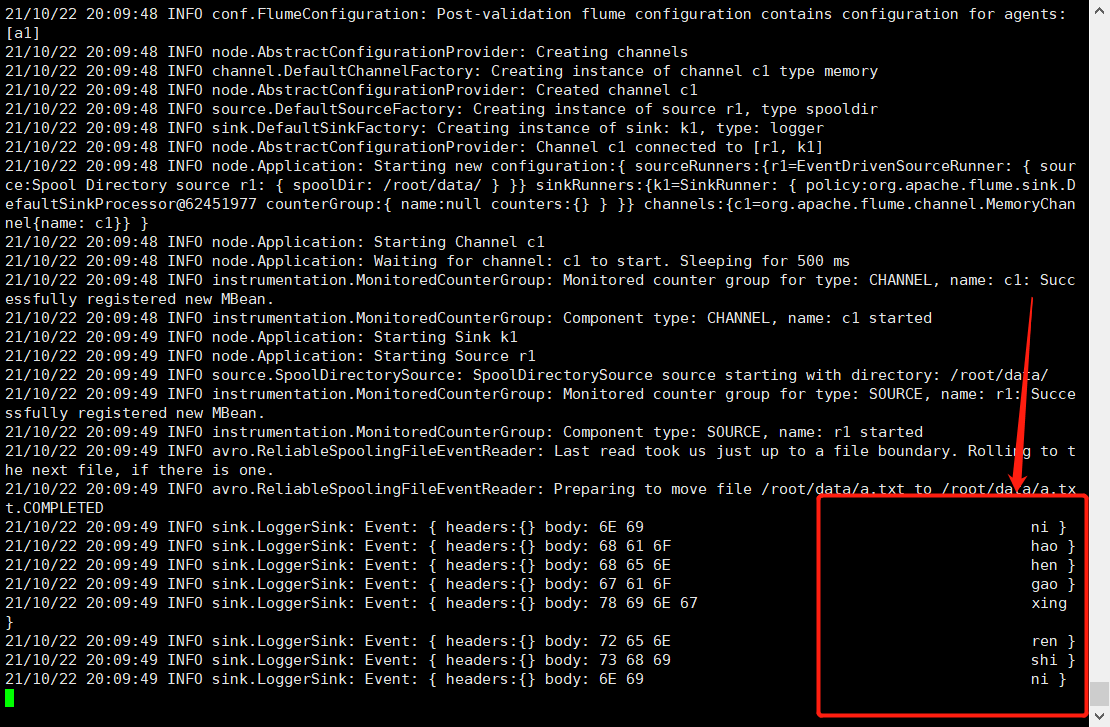 21/10/22 20:09:48 INFO conf.FlumeConfiguration: Post-validation flume configuration contains configuration for agents:
[a1]
21/10/22 20:09:48 INFO node.AbstractConfigurationProvider: Creating channels
21/10/22 20:09:48 INFO channel.DefaultChannelFactory: Creating instance of channel c1 type memory
21/10/22 20:09:48 INFO node.AbstractConfigurationProvider: Created channel c1
21/10/22 20:09:48 INFO source.DefaultSourceFactory: Creating instance of source r1, type spooldir
21/10/22 20:09:48 INFO sink.DefaultSinkFactory: Creating instance of sink: k1, type: logger
21/10/22 20:09:48 INFO node.AbstractConfigurationProvider: Channel c1 connected to [r1, k1]
21/10/22 20:09:48 INFO node.Application: Starting new configuration:{ sourceRunners:{r1=EventDrivenSourceRunner: { sour
ce:Spool Directory source r1: { spoolDir: /root/data/ } }} sinkRunners:{k1=SinkRunner: { policy:org.apache.flume.sink.D
efaultSinkProcessor@62451977 counterGroup:{ name:null counters:{} } }} channels:{c1=org.apache.flume.channel.MemoryChan
nel{name: c1}} }
21/10/22 20:09:48 INFO node.Application: Starting Channel c1
21/10/22 20:09:48 INFO node.Application: Waiting for channel: c1 to start. Sleeping for 500 ms
21/10/22 20:09:48 INFO instrumentation.MonitoredCounterGroup: Monitored counter group for type: CHANNEL, name: c1: Succ
essfully registered new MBean.
21/10/22 20:09:48 INFO instrumentation.MonitoredCounterGroup: Component type: CHANNEL, name: c1 started
21/10/22 20:09:49 INFO node.Application: Starting Sink k1
21/10/22 20:09:49 INFO node.Application: Starting Source r1
21/10/22 20:09:49 INFO source.SpoolDirectorySource: SpoolDirectorySource source starting with directory: /root/data/
21/10/22 20:09:49 INFO instrumentation.MonitoredCounterGroup: Monitored counter group for type: SOURCE, name: r1: Succe
ssfully registered new MBean.
21/10/22 20:09:49 INFO instrumentation.MonitoredCounterGroup: Component type: SOURCE, name: r1 started
21/10/22 20:09:49 INFO avro.ReliableSpoolingFileEventReader: Last read took us just up to a file boundary. Rolling to t
he next file, if there is one.
21/10/22 20:09:49 INFO avro.ReliableSpoolingFileEventReader: Preparing to move file /root/data/a.txt to /root/data/a.tx
t.COMPLETED
21/10/22 20:09:49 INFO sink.LoggerSink: Event: { headers:{} body: 6E 69 ni }
21/10/22 20:09:49 INFO sink.LoggerSink: Event: { headers:{} body: 68 61 6F hao }
21/10/22 20:09:49 INFO sink.LoggerSink: Event: { headers:{} body: 68 65 6E hen }
21/10/22 20:09:49 INFO sink.LoggerSink: Event: { headers:{} body: 67 61 6F gao }
21/10/22 20:09:49 INFO sink.LoggerSink: Event: { headers:{} body: 78 69 6E 67 xing
}
21/10/22 20:09:49 INFO sink.LoggerSink: Event: { headers:{} body: 72 65 6E ren }
21/10/22 20:09:49 INFO sink.LoggerSink: Event: { headers:{} body: 73 68 69 shi }
21/10/22 20:09:49 INFO sink.LoggerSink: Event: { headers:{} body: 6E 69 ni }